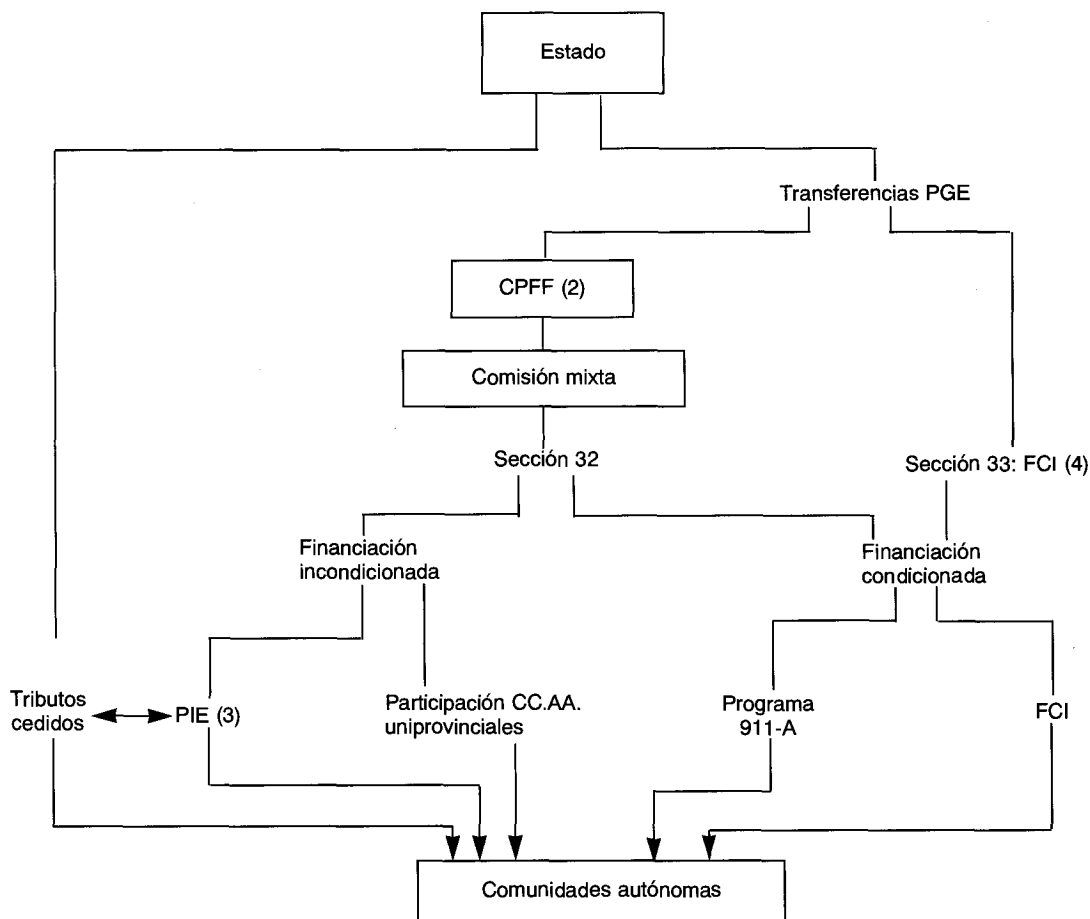 Estado
Transferencias PGE
CPFF (2)
Comisión mixta
Sección 32
Sección 33: FCI (4)
Financiación
incondicionada
Financiación
condicionada
Tributos
cedidos
PIE (3)
Participación CC.AA.
uniprovinciales
Programa
911-A
FCI
Comunidades autónomas